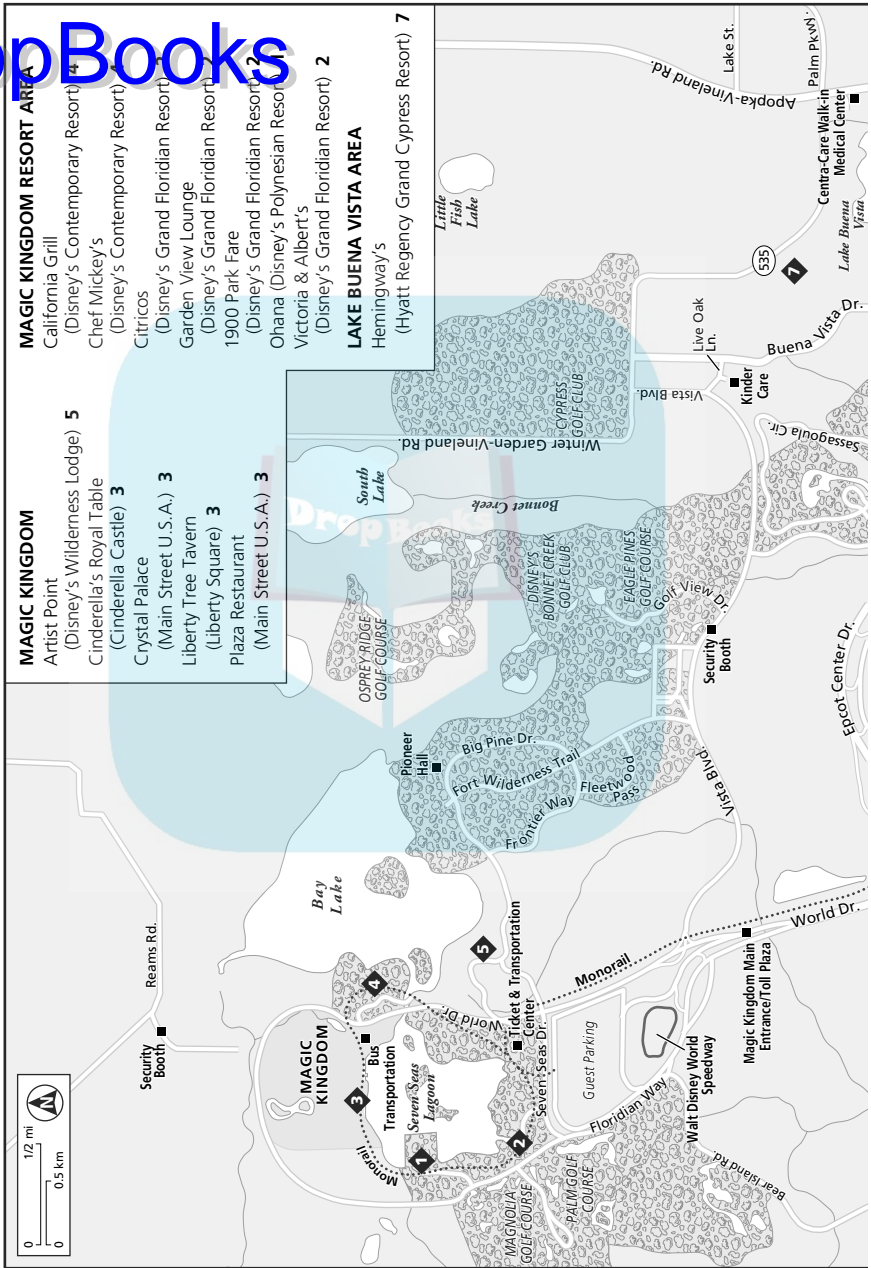 opBooks
MAGIC KINGDOM
Artist Point
(Disney's Wilderness Lodge) 5
Cinderella's Royal Table
(Cinderella Castle) 3
Crystal Palace
(Main Street U.S.A.) 3
Liberty Tree Tavern
(Liberty Square) 3
Plaza Restaurant
(Main Street U.S.A.) 3
MAGIC KINGDOM RESORT AREA
California Grill
(Disney's Contemporary Resort) 4
Chef Mickey's
(Disney's Contemporary Resort) 4
Citricos
(Disney's Grand Floridian Resort) 2
Garden View Lounge
(Disney's Grand Floridian Resort) 2
1900 Park Fare
(Disney's Grand Floridian Resort) 2
Ohana (Disney's Polynesian Resort)
Victoria & Albert's
(Disney's Grand Floridian Resort) 2
LAKE BUENA VISTA AREA
Hemingway's
(Hyatt Regency Grand Cypress Resort) 7
0 1/2 mi
0 0.5 km
N
Security
Booth
Reams Rd.
MAGIC
KINGDOM
3
Bus
Transportation
4
Bay
Lake
Monorail
1
Seven Seas
Lagoon
World Dr.
5
2
Ticket & Transportation
Center
Seven Seas Dr.
MAGNOLIA
GOLF COURSE
PALM GOLF
COURSE
Guest Parking
Floridian Way
Monorail
Walt Disney World
Speedway
Bear Island Rd.
Magic Kingdom Main
Entrance/Toll Plaza
World Dr.
Pioneer
Hall
Big Pine Dr.
Fort Wilderness Trail
Frontier Way
Fleetwood
Pass
Vista Blvd.
OSPREY RIDGE
GOLF COURSE
DropBooks
South
Lake
Bonnet Creek
DISNEY'S
BONNET CREEK
GOLF CLUB
EAGLE PINES
GOLF COURSE
Golf View Dr.
Security
Booth
Epcot Center Dr.
Winter Garden-Vineland Rd.
CYPRESS
GOLF CLUB
Vista Blvd.
Live Oak
Ln.
Kinder
Care
Sassagoula Cir.
Buena Vista Dr.
Little
Fish
Lake
535
7
Lake Buena
Vista
Apopka-Vineland Rd.
Lake St.
Palm Pkwy.
Centra-Care Walk-in
Medical Center